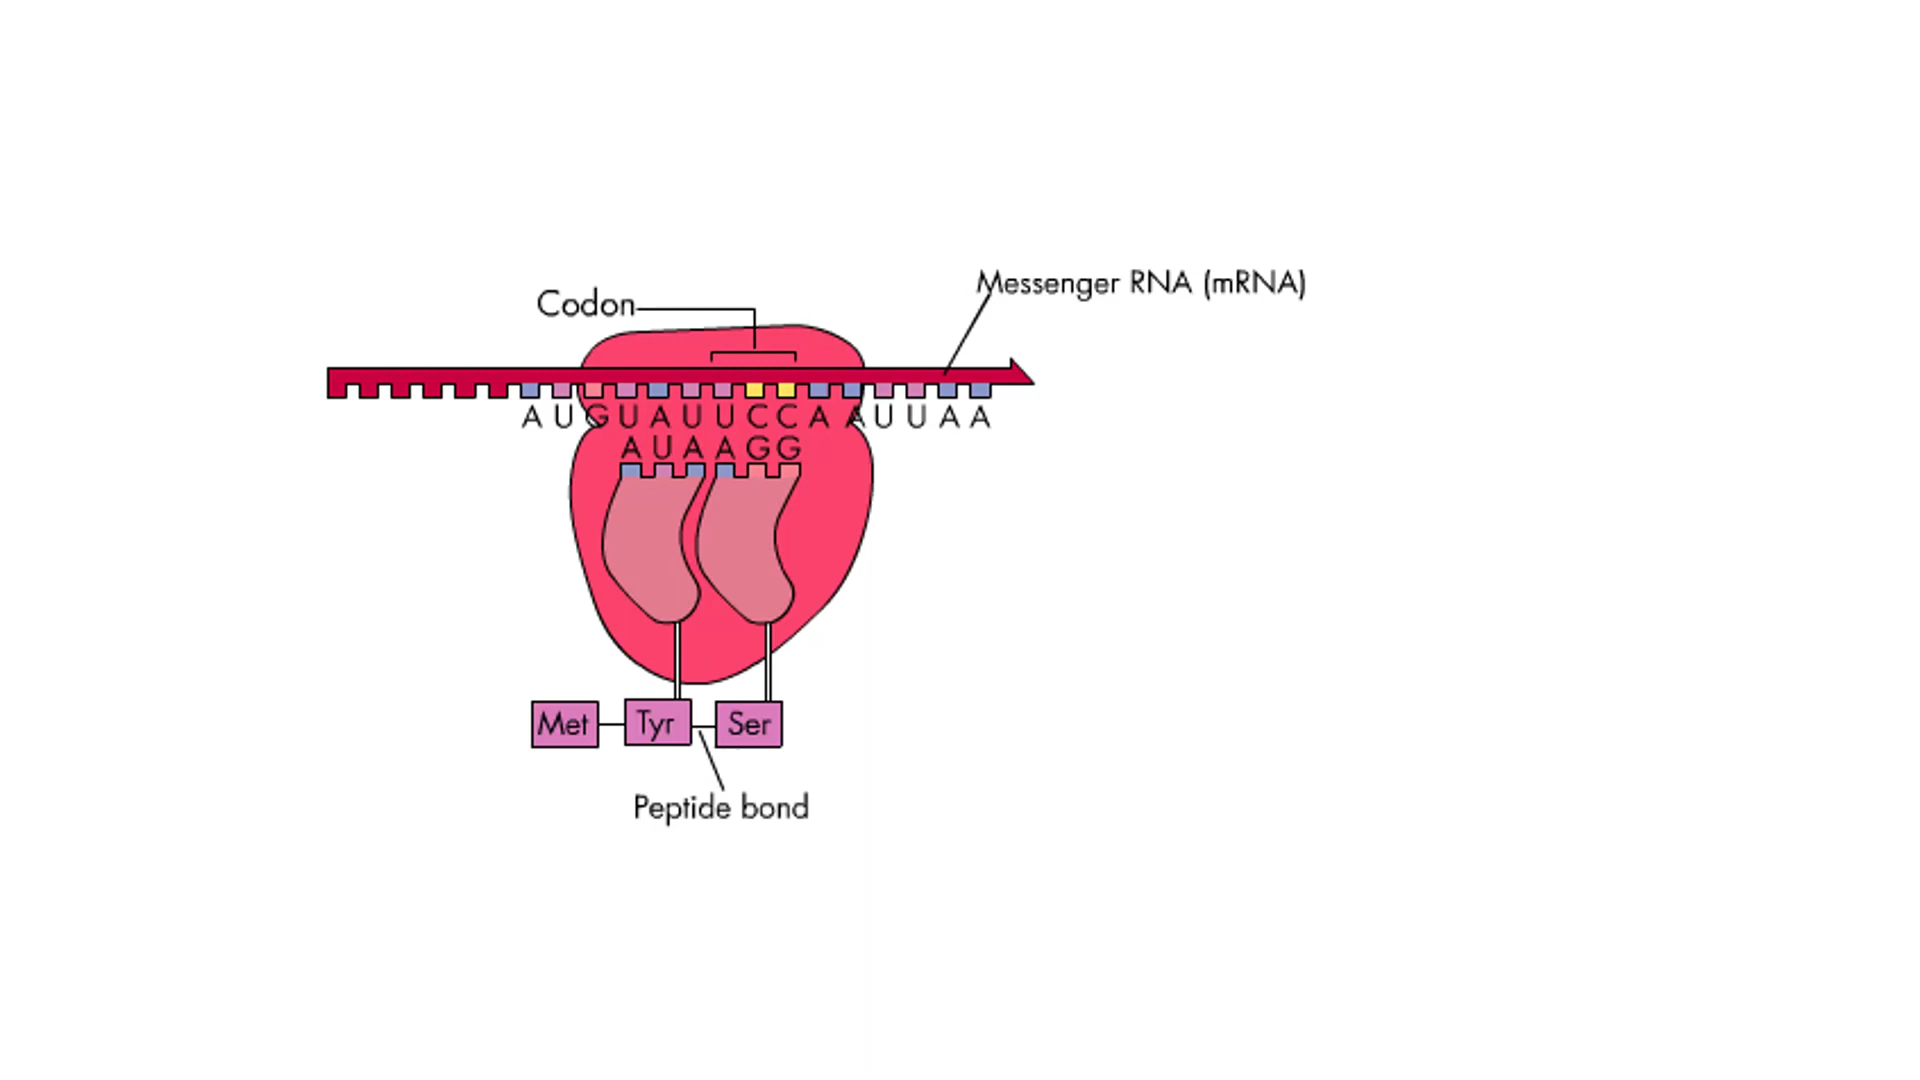 Messenger RNA (mRNA)
Codon
A U G U A U U C C A A U U A A
A U A A G G
Met Tyr Ser
Peptide bond